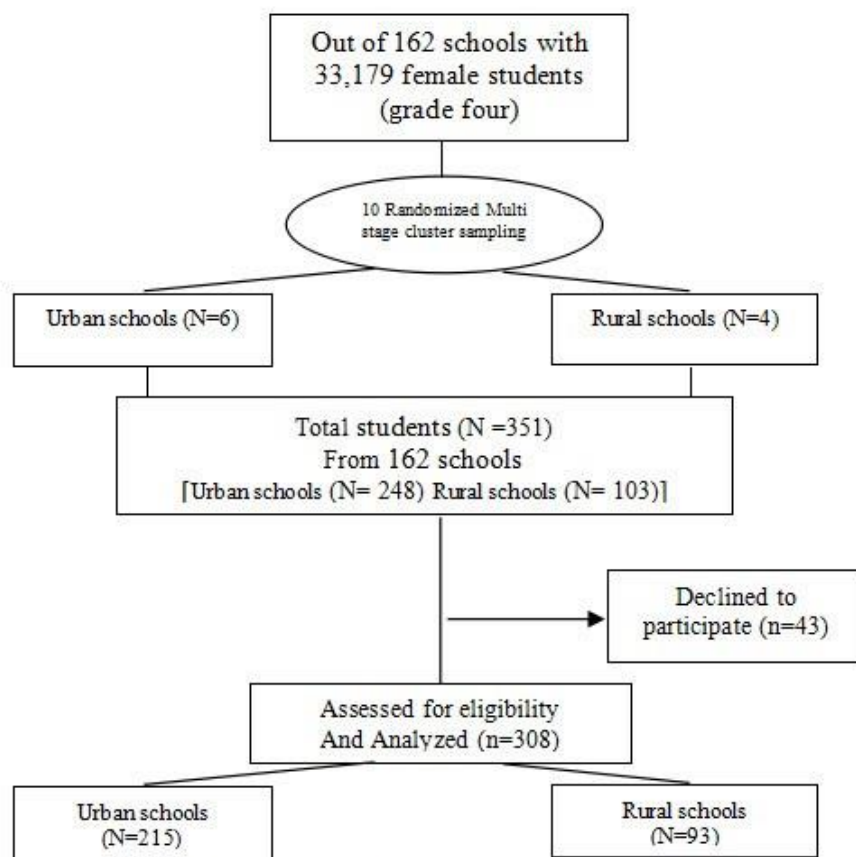 Out of 162 schools with
33,179 female students
(grade four)
10 Randomized Multi
stage cluster sampling
Urban schools (N=6)
Rural schools (N=4)
Total students (N =351)
From 162 schools
⌈Urban schools (N= 248) Rural schools (N= 103)⌉
Declined to
participate (n=43)
Assessed for eligibility
And Analyzed (n=308)
Urban schools
(N=215)
Rural schools
(N=93)